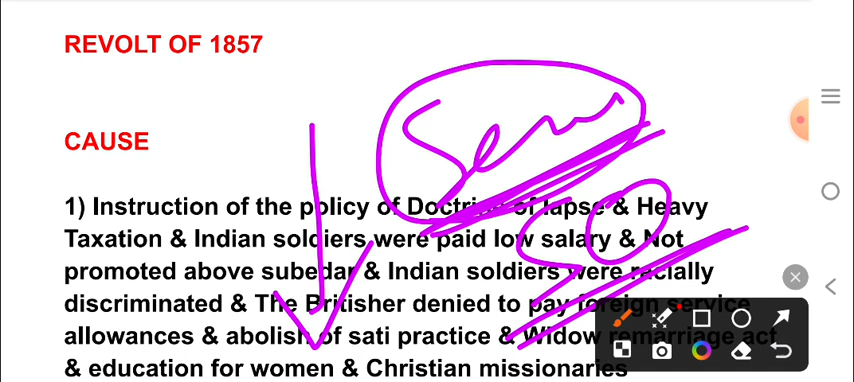 REVOLT OF 1857
CAUSE
1) Instruction of the policy of Doctrine of lapse & Heavy
Taxation & Indian soldiers were paid low salary & Not
promoted above subedar & Indian soldiers were racially
discriminated & The Britisher denied to pay foreign service
allowances & abolish of sati practice & Widow remarriage act
& education for women & Christian missionaries
50